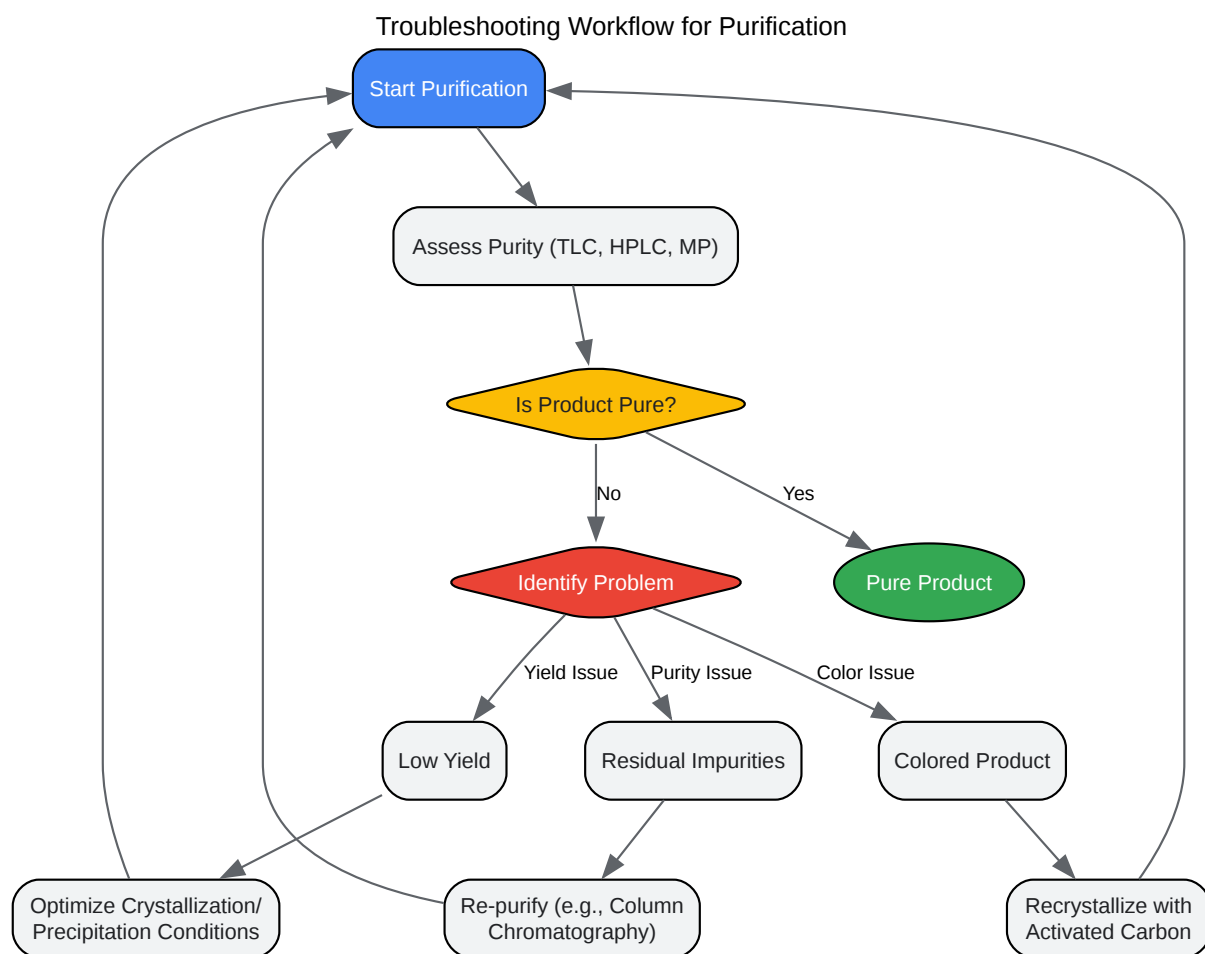 Troubleshooting Workflow for Purification
Start Purification
Assess Purity (TLC, HPLC, MP)
Is Product Pure?
No
Yes
Identify Problem
Pure Product
Yield Issue
Purity Issue
Color Issue
Low Yield
Residual Impurities
Colored Product
Optimize Crystallization/
Precipitation Conditions
Re-purify (e.g., Column
Chromatography)
Recrystallize with
Activated Carbon